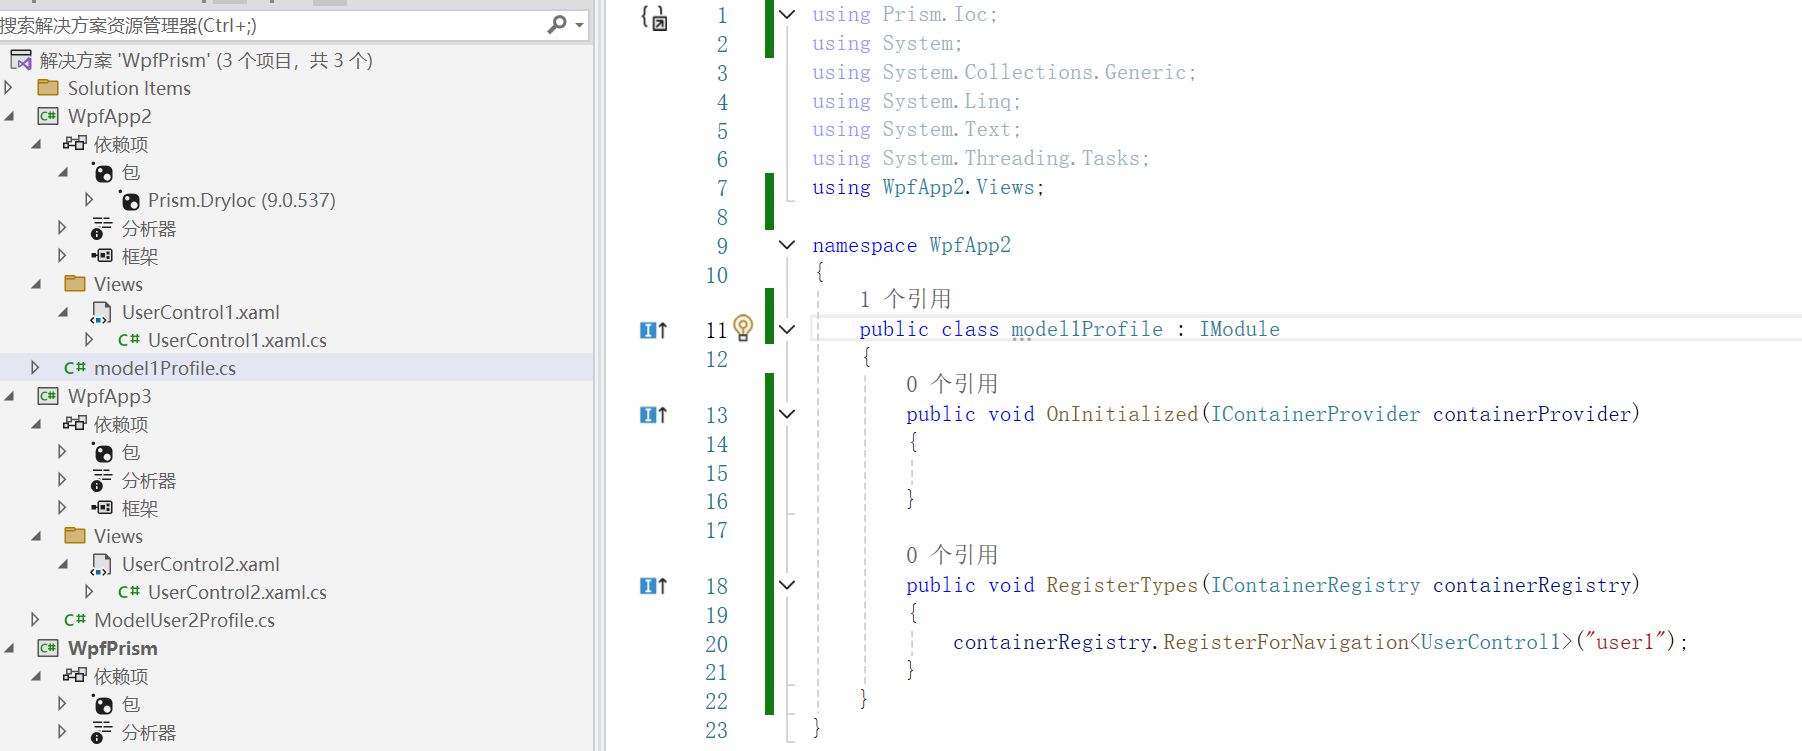 搜索解决方案资源管理器(Ctrl+;)
解决方案 'WpfPrism' (3 个项目，共 3 个)
Solution Items
WpfApp2
依赖项
包
Prism.DryIoc (9.0.537)
分析器
框架
Views
UserControl1.xaml
C# UserControl1.xaml.cs
C# model1Profile.cs
WpfApp3
依赖项
包
分析器
框架
Views
UserControl2.xaml
C# UserControl2.xaml.cs
C# ModelUser2Profile.cs
WpfPrism
依赖项
包
分析器
1 using Prism.Ioc;
2 using System;
3 using System.Collections.Generic;
4 using System.Linq;
5 using System.Text;
6 using System.Threading.Tasks;
7 using WpfApp2.Views;
8
9 namespace WpfApp2
10 {
1 个引用
11 public class model1Profile : IModule
12 {
0 个引用
13 public void OnInitialized(IContainerProvider containerProvider)
14 {
15
16 }
17
0 个引用
18 public void RegisterTypes(IContainerRegistry containerRegistry)
19 {
20 containerRegistry.RegisterForNavigation<UserControl1>("user1");
21 }
22 }
23 }